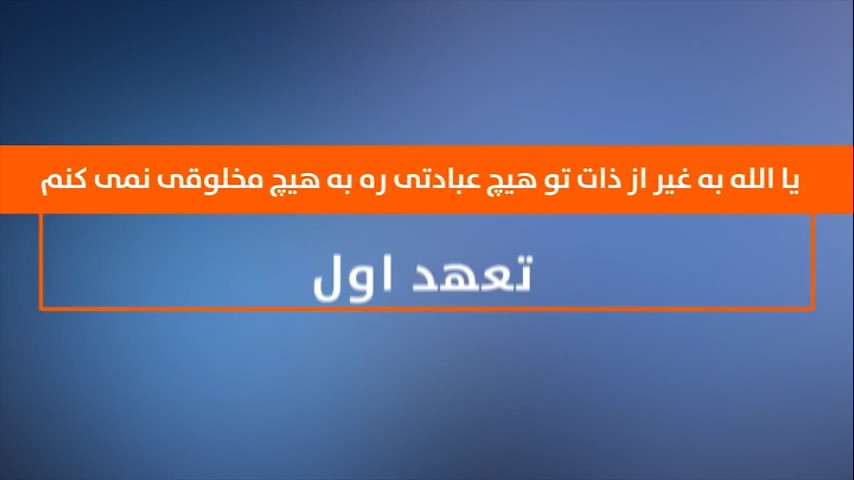 یا الله به غیر از ذات تو هیچ عبادتی ره به هیچ مخلوقی نمی کنم
تعهد اول